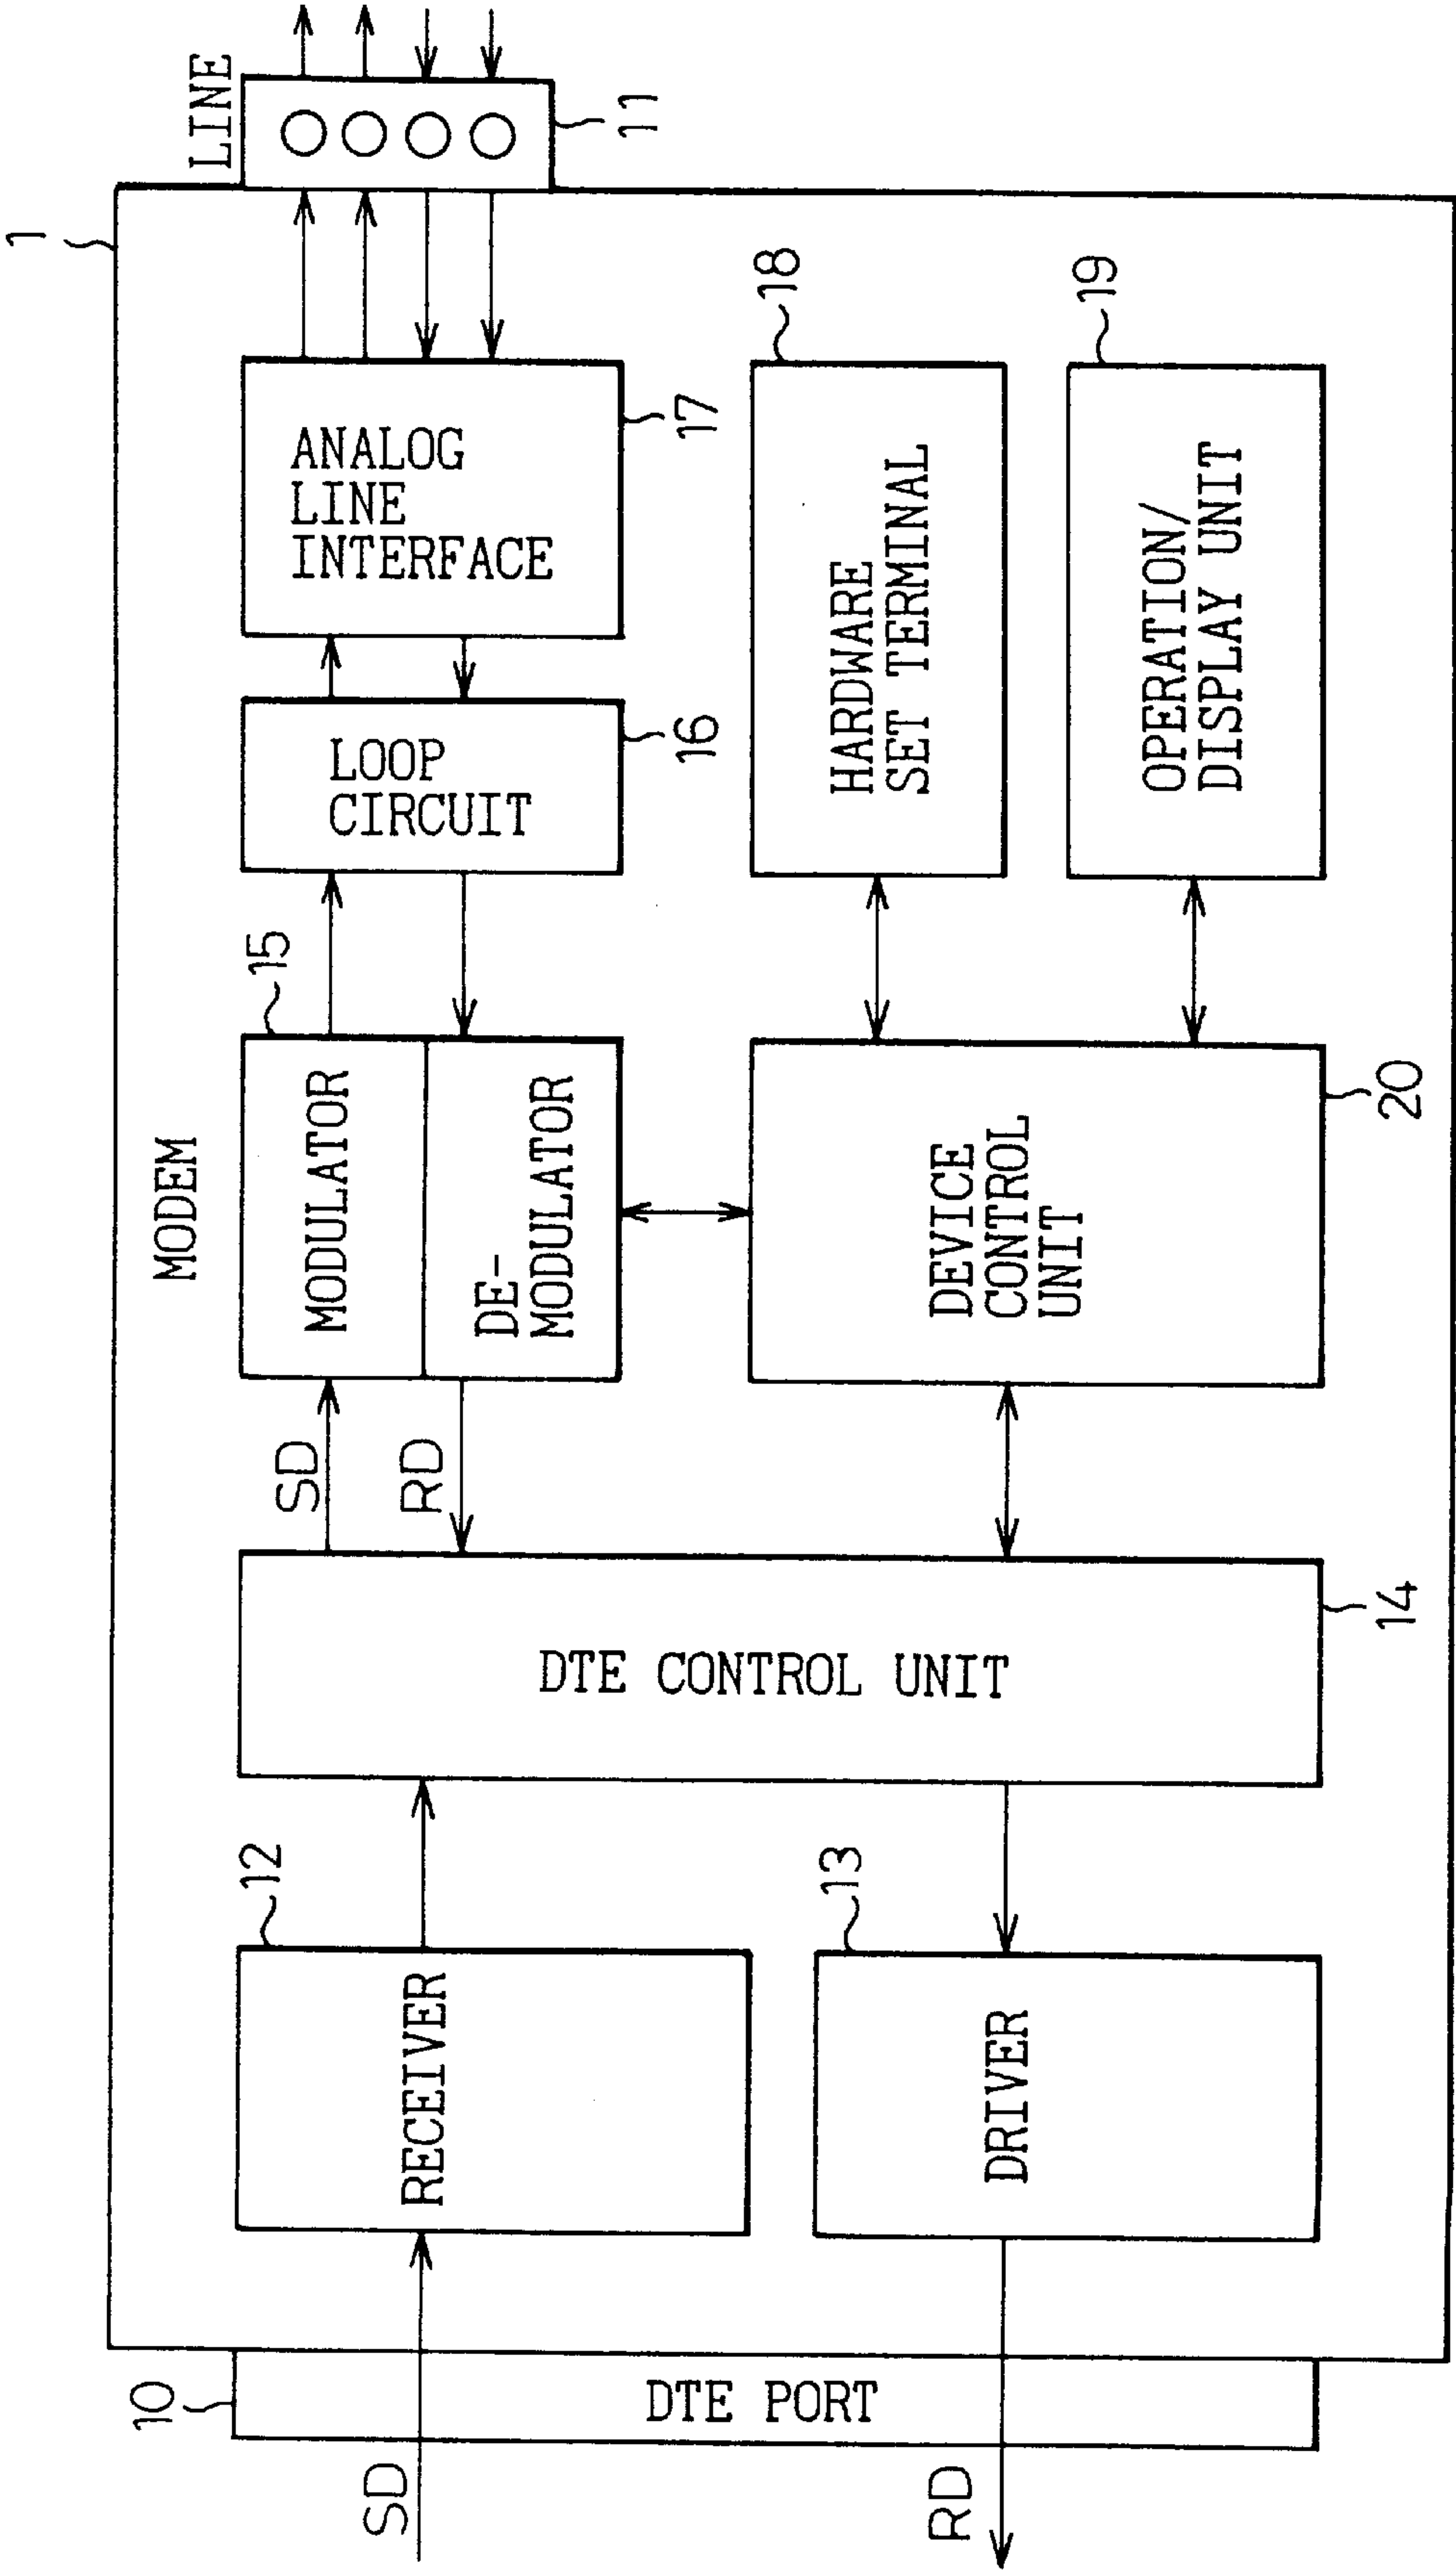 1
MODEM
LINE
11
10
DTE PORT
SD
RD
12
RECEIVER
13
DRIVER
DTE CONTROL UNIT
14
SD
RD
15
MODULATOR
DE-
MODULATOR
LOOP
CIRCUIT
16
ANALOG
LINE
INTERFACE
17
DEVICE
CONTROL
UNIT
20
HARDWARE
SET TERMINAL
18
OPERATION/
DISPLAY UNIT
19